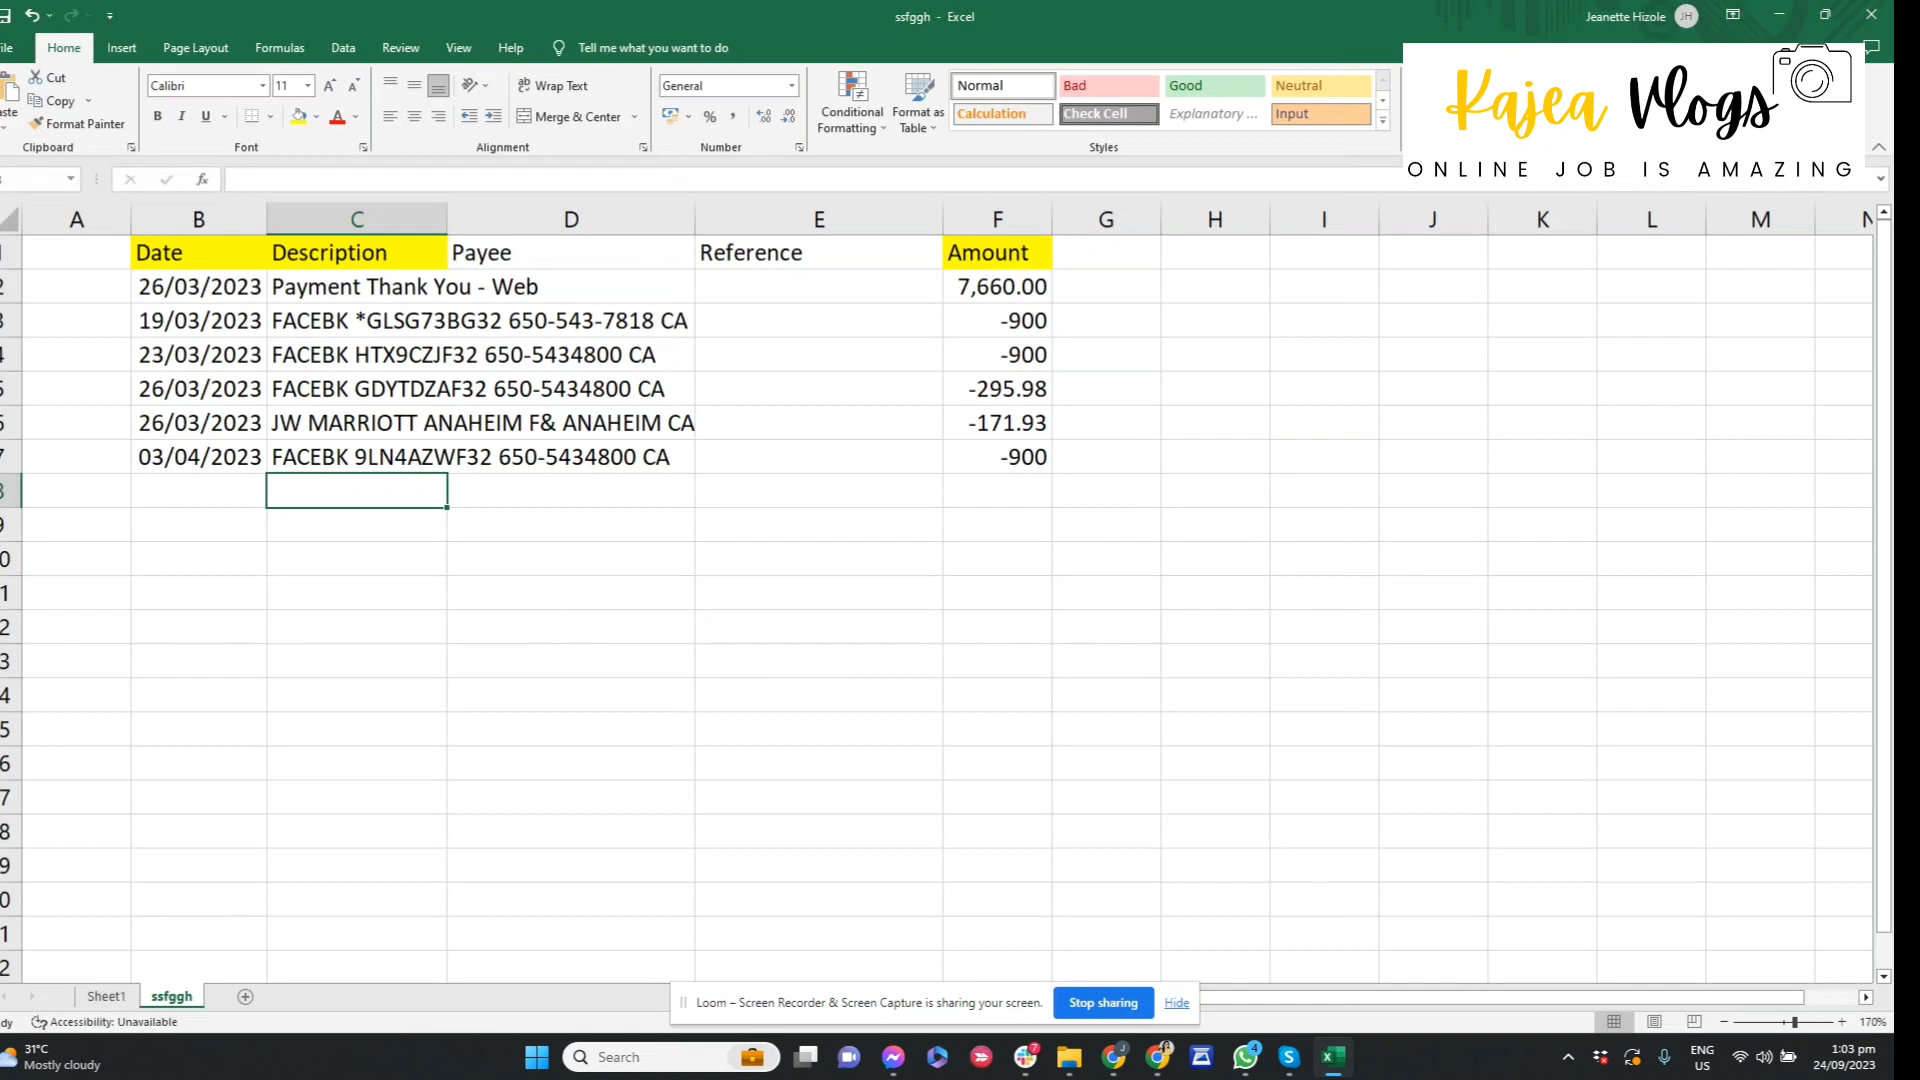 ssfggh - Excel
Jeanette Hizole JH
Home Insert Page Layout Formulas Data Review View Help Tell me what you want to do
Cut
Copy
Format Painter
Clipboard
Calibri 11
B I U
Font
Wrap Text
Merge & Center
Alignment
General
% ,
Number
Conditional
Formatting
Format as
Table
Normal Bad Good Neutral
Calculation Check Cell Explanatory ... Input
Styles
Kajea Vlogs
ONLINE JOB IS AMAZING
fx
A B C D E F G H I J K L M
Date Description Payee Reference Amount
26/03/2023 Payment Thank You - Web 7,660.00
19/03/2023 FACEBK *GLSG73BG32 650-543-7818 CA -900
23/03/2023 FACEBK HTX9CZJF32 650-5434800 CA -900
26/03/2023 FACEBK GDYTDZAF32 650-5434800 CA -295.98
26/03/2023 JW MARRIOTT ANAHEIM F& ANAHEIM CA -171.93
03/04/2023 FACEBK 9LN4AZWF32 650-5434800 CA -900
Sheet1 ssfggh
Loom – Screen Recorder & Screen Capture is sharing your screen. Stop sharing Hide
Accessibility: Unavailable
170%
31°C
Mostly cloudy
Search
7
4
ENG
US
1:03 pm
24/09/2023